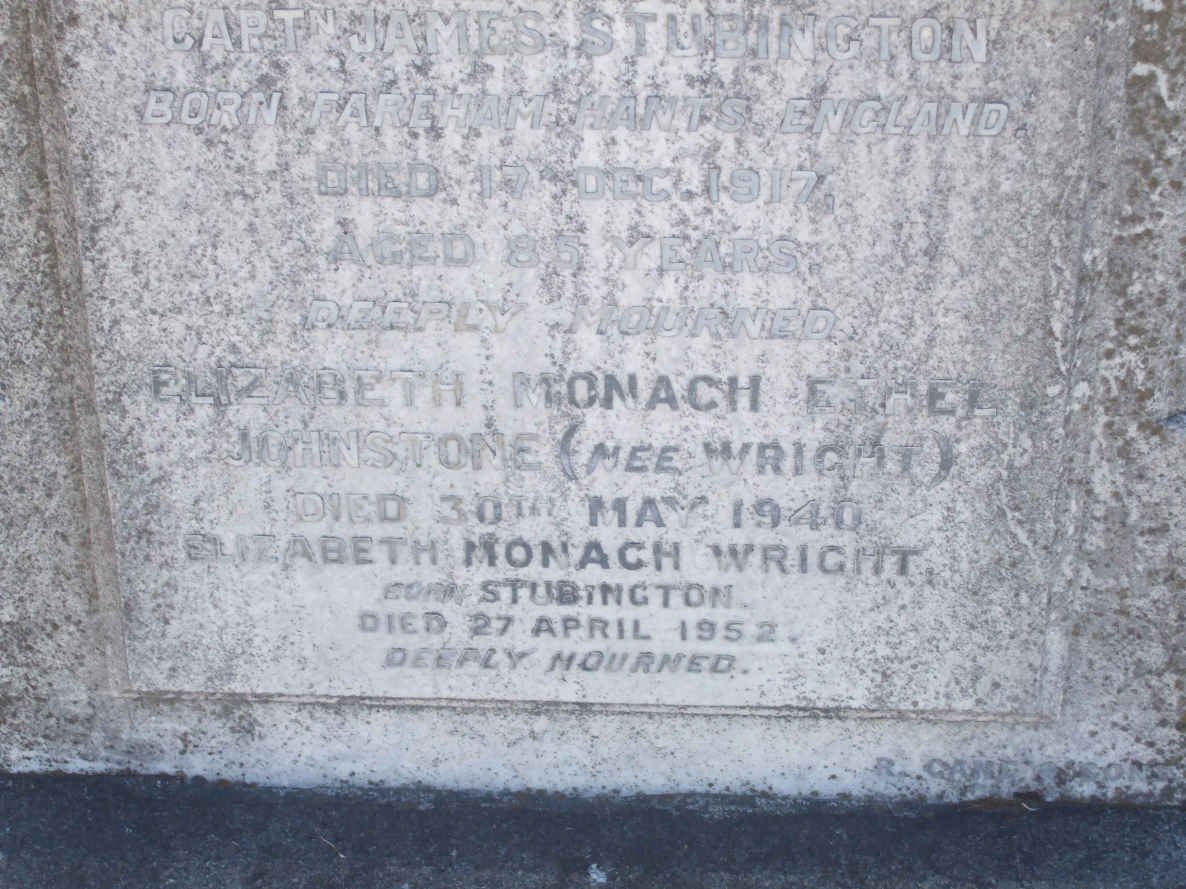 CAPTN JAMES STUBINGTON
BORN FAREHAM. HANTS. ENGLAND.
DIED 17TH DEC. 1917,
AGED 85 YEARS.
DEEPLY MOURNED
ELIZABETH MONACH ETHEL
JOHNSTONE (NEE WRIGHT)
DIED 30TH MAY 1940
ELIZABETH MONACH WRIGHT,
BORN STUBINGTON.
DIED 27 APRIL 1952.
DEEPLY MOURNED.